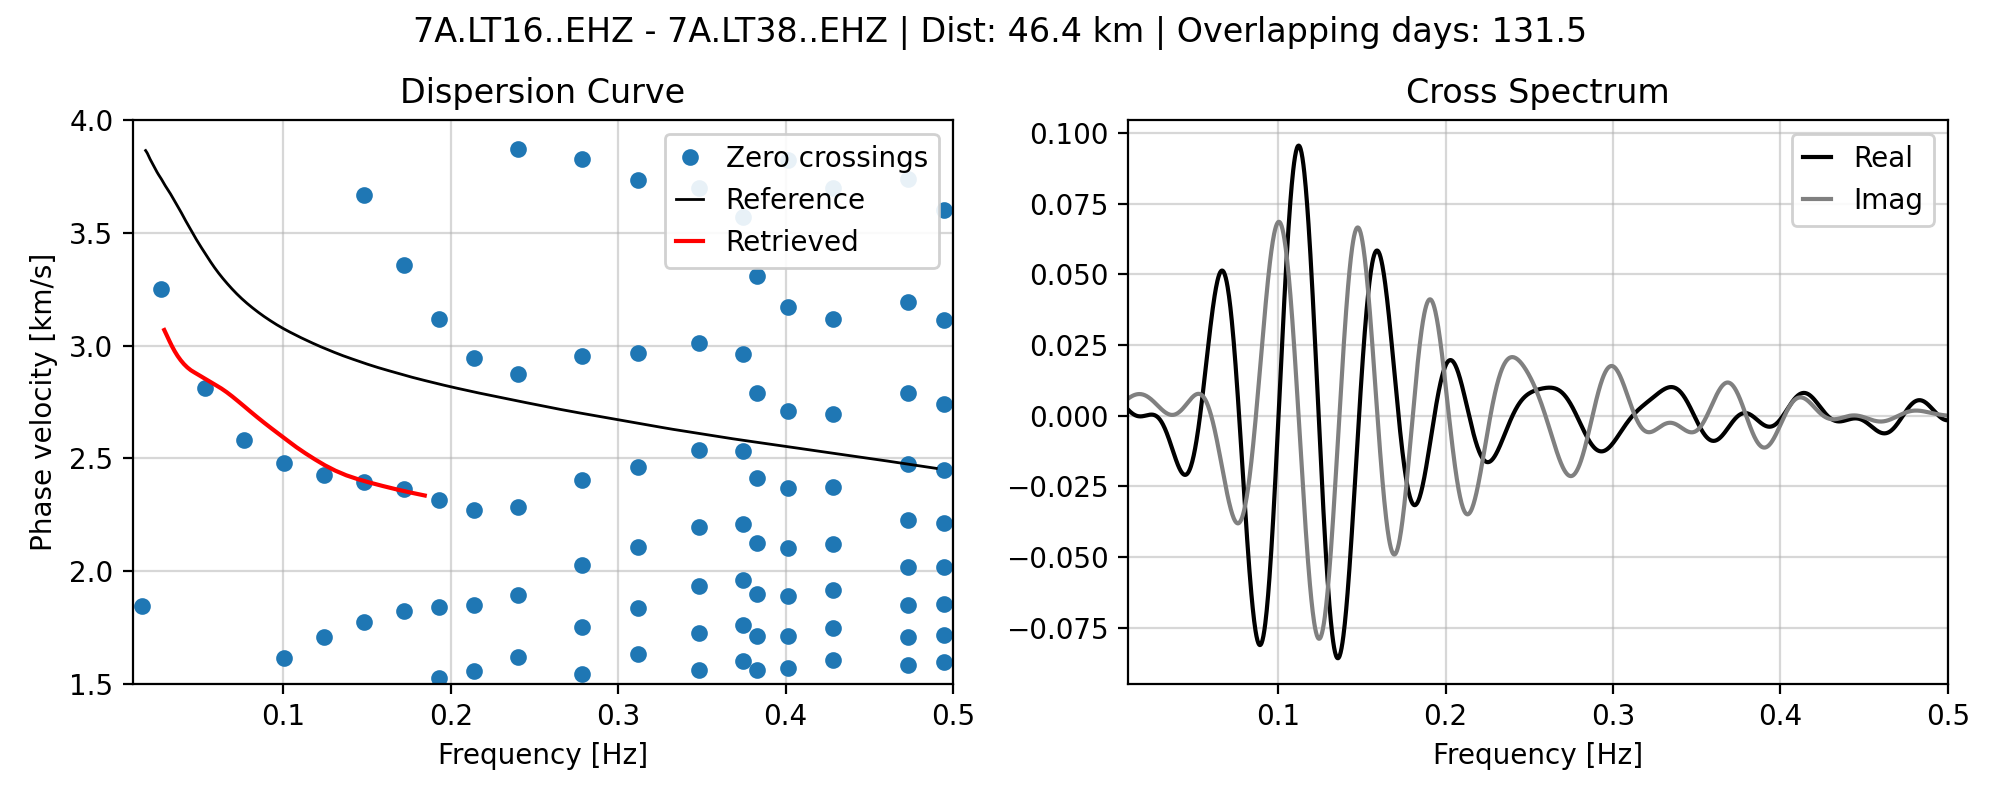 7A.LT16..EHZ - 7A.LT38..EHZ | Dist: 46.4 km | Overlapping days: 131.5
Dispersion Curve
4.0
3.5
3.0
2.5
2.0
1.5
Phase velocity [km/s]
0.1 0.2 0.3 0.4 0.5
Frequency [Hz]
Zero crossings
Reference
Retrieved
Cross Spectrum
0.100
0.075
0.050
0.025
0.000
−0.025
−0.050
−0.075
0.1 0.2 0.3 0.4 0.5
Frequency [Hz]
Real
Imag